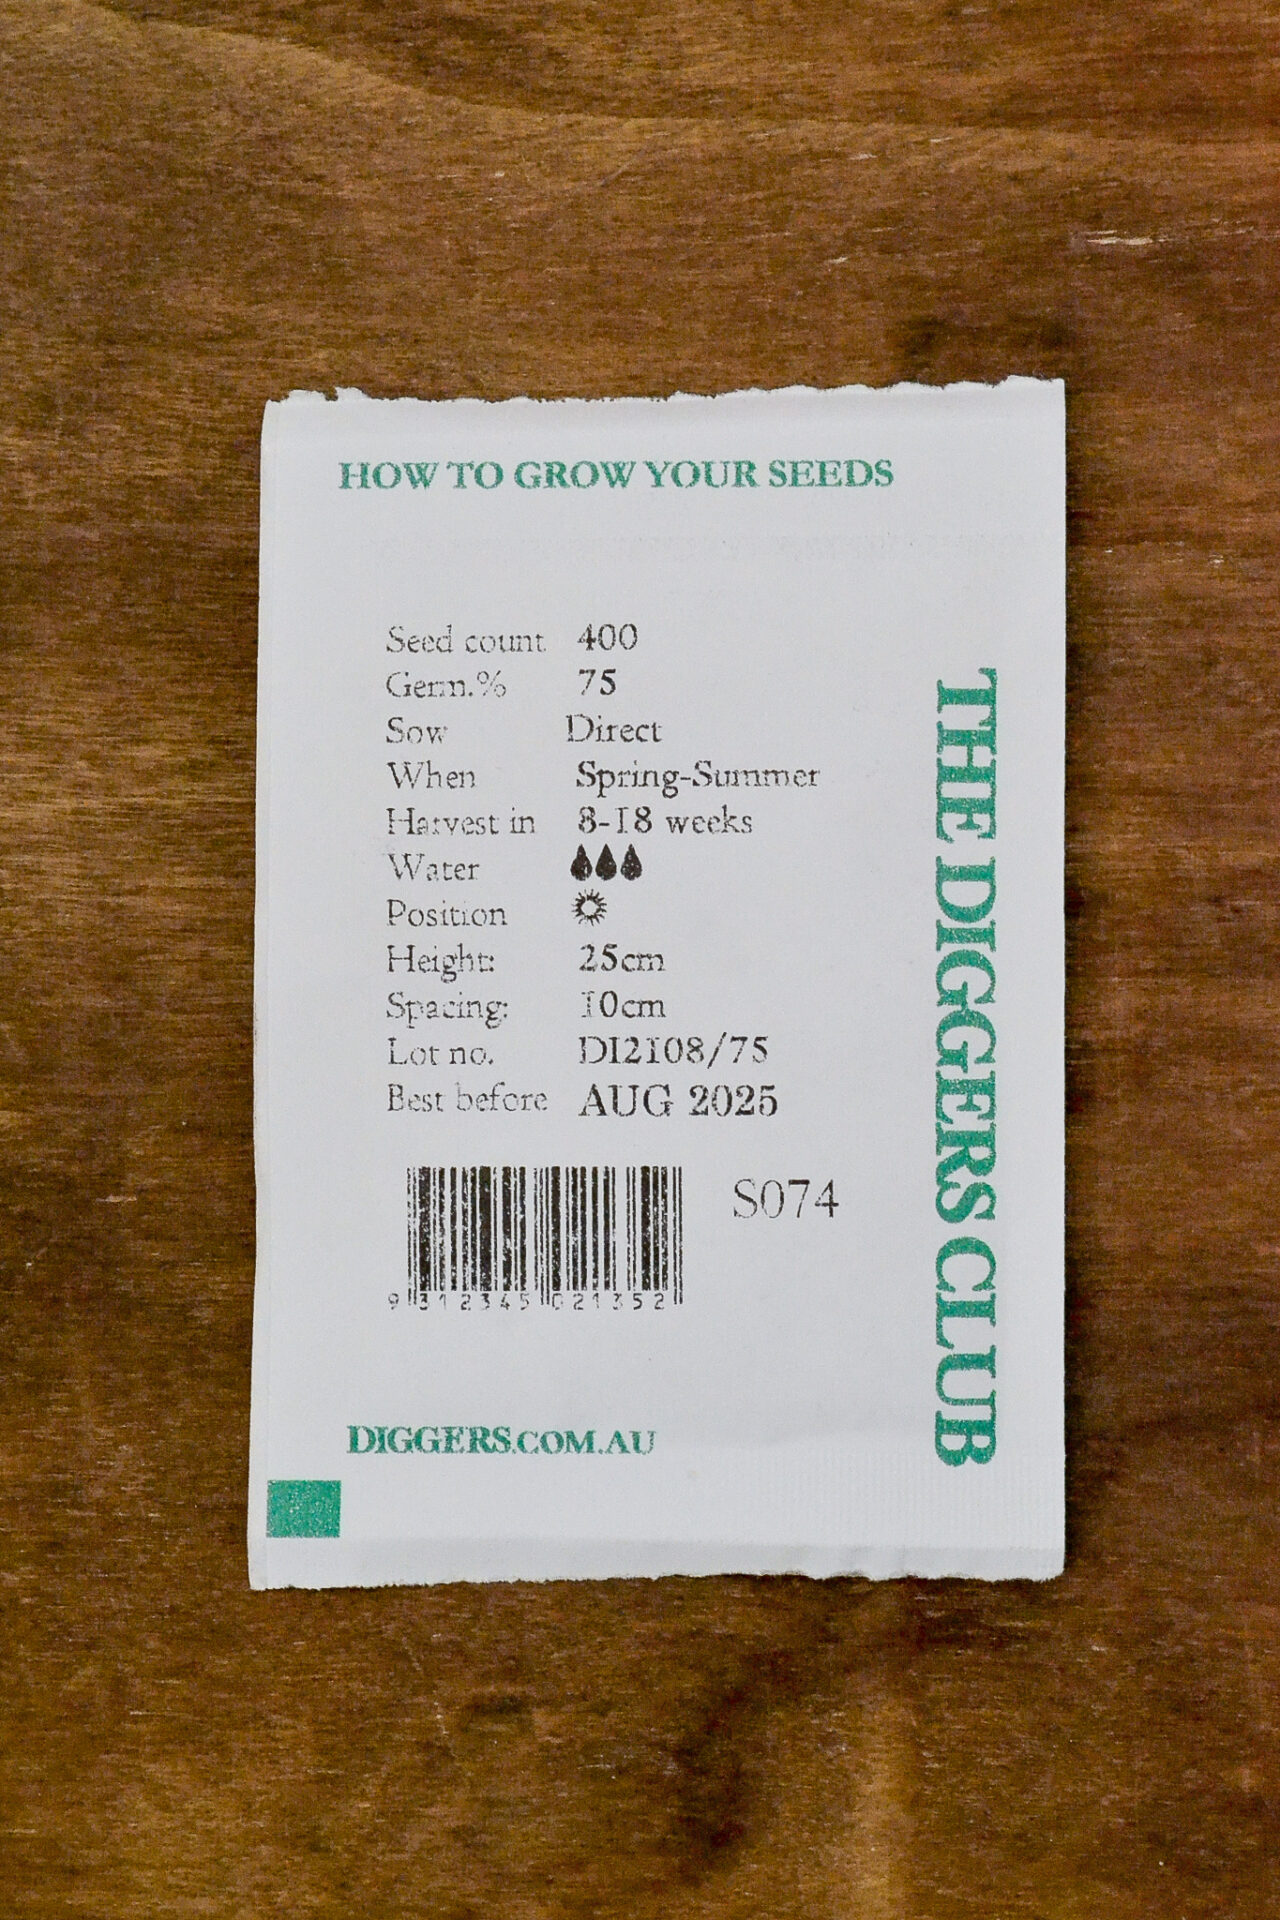 HOW TO GROW YOUR SEEDS
Seed count 400
Germ.% 75
Sow Direct
When Spring-Summer
Harvest in 8-18 weeks
Water
Position
Height: 25cm
Spacing: 10cm
Lot no. DI2108/75
Best before AUG 2025
S074
9 312345 021352
DIGGERS.COM.AU
THE DIGGERS CLUB